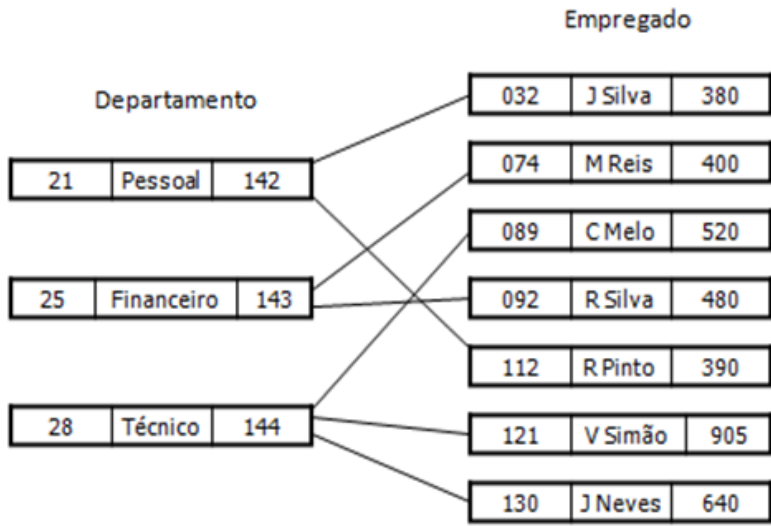 Empregado
Departamento
032 J Silva 380
21 Pessoal 142
074 M Reis 400
089 C Melo 520
25 Financeiro 143
092 R Silva 480
112 R Pinto 390
28 Técnico 144
121 V Simão 905
130 J Neves 640